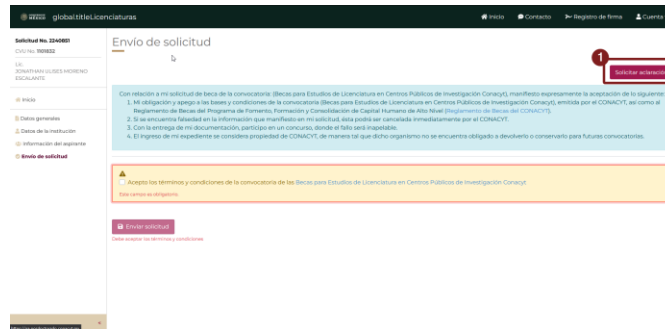 MÉXICO global.titleLicenciaturas
Inicio
Contacto
Registro de firma
Cuenta
Solicitud No. 2240851
CVU No. 1101832
Lic.
JONATHAN ULISES MORENO
ESCALANTE
Inicio
Datos generales
Datos de la institución
Información del aspirante
Envío de solicitud
Envío de solicitud
1
Solicitar aclaración
Con relación a mi solicitud de beca de la convocatoria: (Becas para Estudios de Licenciatura en Centros Públicos de Investigación Conacyt), manifiesto expresamente la aceptación de lo siguiente
1. Mi obligación y apego a las bases y condiciones de la convocatoria (Becas para Estudios de Licenciatura en Centros Públicos de Investigación Conacyt), emitida por el CONACYT, así como al
Reglamento de Becas del Programa de Fomento, Formación y Consolidación de Capital Humano de Alto Nivel (Reglamento de Becas del CONACYT).
2. Si se encuentra falsedad en la información que manifiesto en mi solicitud, ésta podrá ser cancelada inmediatamente por el CONACYT.
3. Con la entrega de mi documentación, participo en un concurso, donde el fallo será inapelable.
4. El ingreso de mi expediente se considera propiedad de CONACYT, de manera tal que dicho organismo no se encuentra obligado a devolverlo o conservarlo para futuras convocatorias.
Acepto los términos y condiciones de la convocatoria de las Becas para Estudios de Licenciatura en Centros Públicos de Investigación Conacyt
Este campo es obligatorio
Enviar solicitud
Debe aceptar los términos y condiciones.